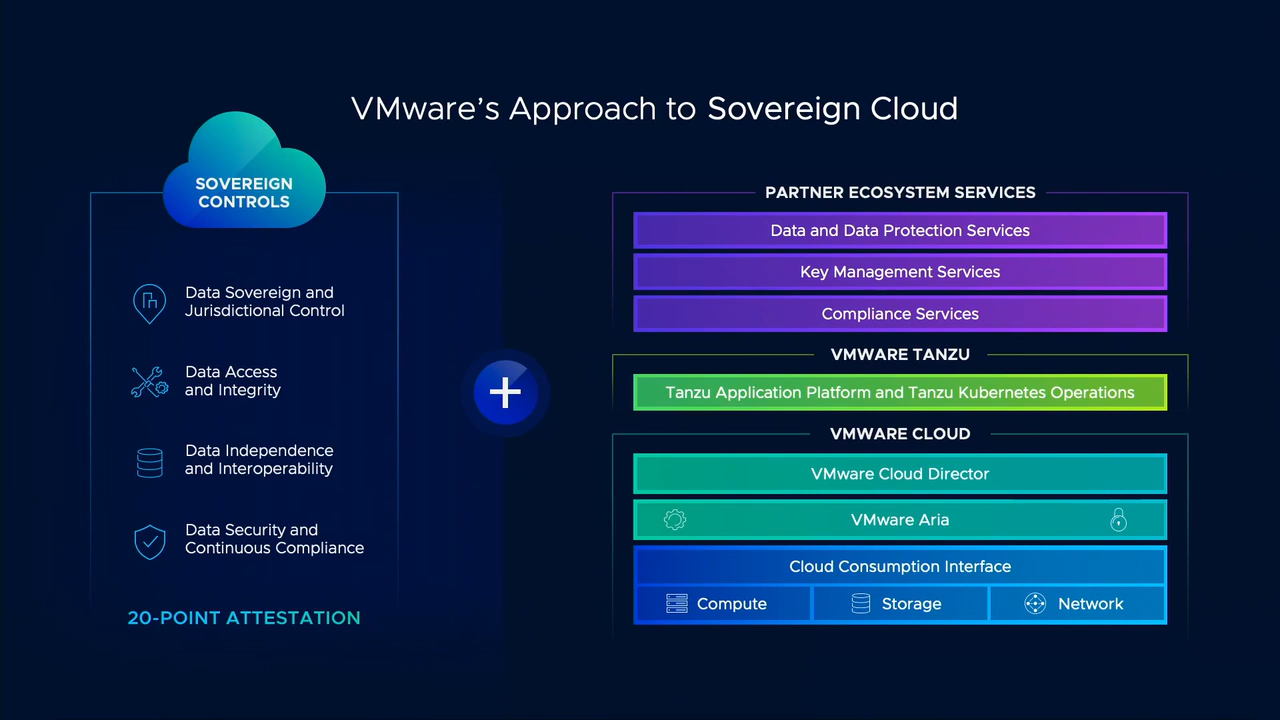 VMware's Approach to Sovereign Cloud
SOVEREIGN
CONTROLS
Data Sovereign and
Jurisdictional Control
Data Access
and Integrity
Data Independence
and Interoperability
Data Security and
Continuous Compliance
20-POINT ATTESTATION
+
PARTNER ECOSYSTEM SERVICES
Data and Data Protection Services
Key Management Services
Compliance Services
VMWARE TANZU
Tanzu Application Platform and Tanzu Kubernetes Operations
VMWARE CLOUD
VMware Cloud Director
VMware Aria
Cloud Consumption Interface
Compute
Storage
Network